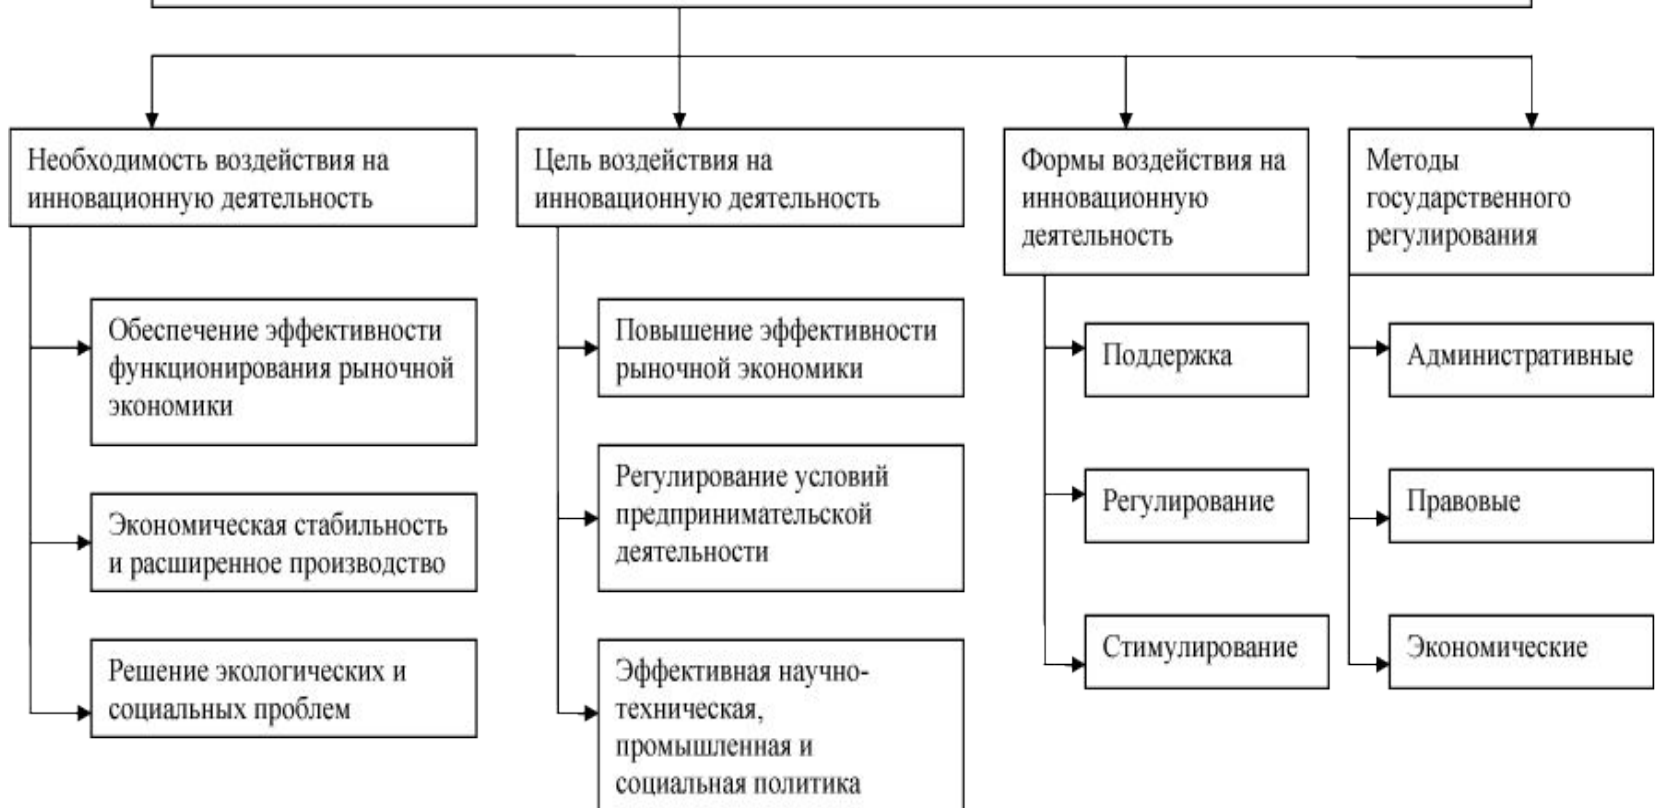 Необходимость воздействия на
инновационную деятельность
Обеспечение эффективности
функционирования рыночной
экономики
Экономическая стабильность
и расширенное производство
Решение экологических и
социальных проблем
Цель воздействия на
инновационную деятельность
Повышение эффективности
рыночной экономики
Регулирование условий
предпринимательской
деятельности
Эффективная научно-
техническая,
промышленная и
социальная политика
Формы воздействия на
инновационную
деятельность
Поддержка
Регулирование
Стимулирование
Методы
государственного
регулирования
Административные
Правовые
Экономические